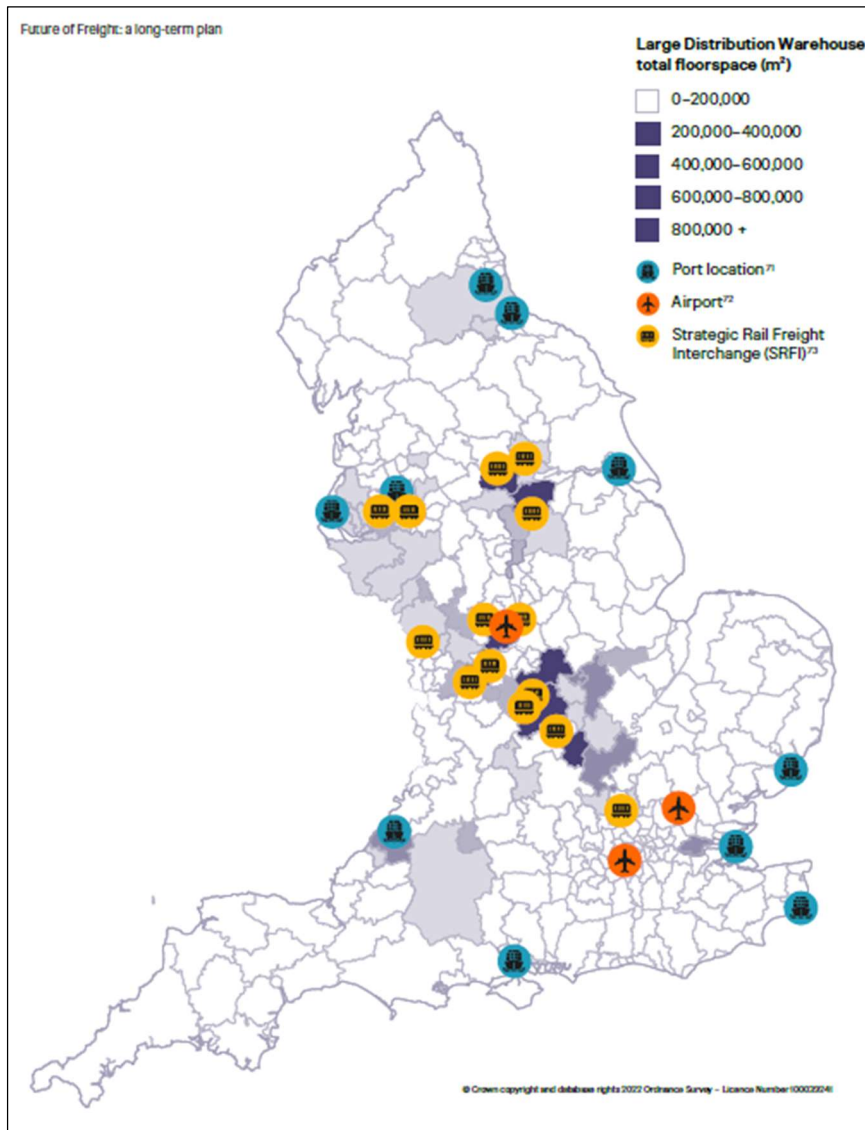 Future of Freight: a long-term plan
Large Distribution Warehouse
total floorspace (m²)
0–200,000
200,000–400,000
400,000–600,000
600,000–800,000
800,000 +
Port location⁷¹
Airport⁷²
Strategic Rail Freight
Interchange (SRFI)⁷³
© Crown copyright and database rights 2022 Ordnance Survey – Licence Number 100039241